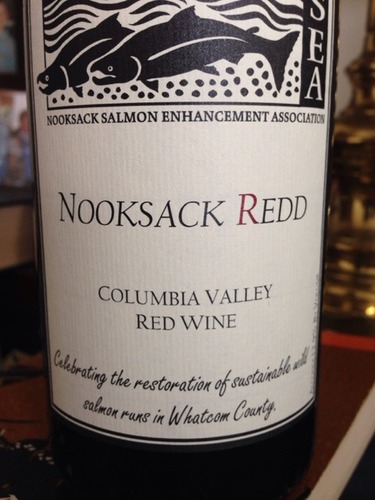 SEA
NOOKSACK SALMON ENHANCEMENT ASSOCIATION
NOOKSACK REDD
COLUMBIA VALLEY
RED WINE
Celebrating the restoration of sustainable wild
salmon runs in Whatcom County.